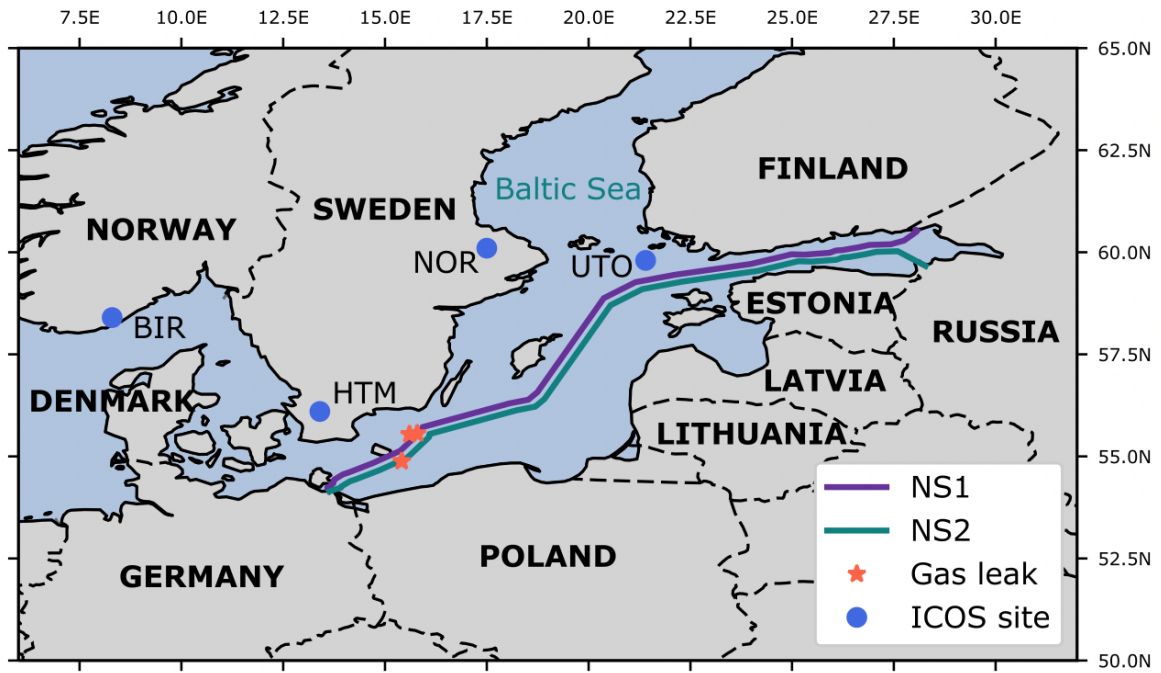 7.5E 10.0E 12.5E 15.0E 17.5E 20.0E 22.5E 25.0E 27.5E 30.0E
65.0N
62.5N
FINLAND
Baltic Sea
SWEDEN
NORWAY
60.0N
NOR
UTO
ESTONIA
BIR
RUSSIA
57.5N
LATVIA
HTM
DENMARK
LITHUANIA
55.0N
NS1
NS2
POLAND
52.5N
GERMANY
Gas leak
ICOS site
50.0N